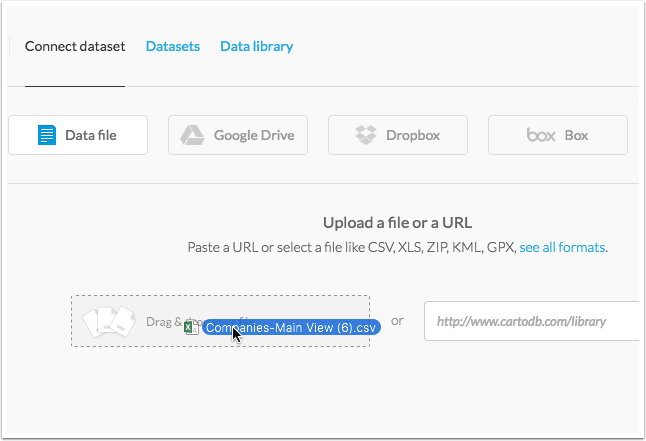 Connect dataset Datasets Data library
Data file Google Drive Dropbox box Box
Upload a file or a URL
Paste a URL or select a file like CSV, XLS, ZIP, KML, GPX, see all formats.
Drag & Companies-Main View (6).csv or http://www.cartodb.com/library